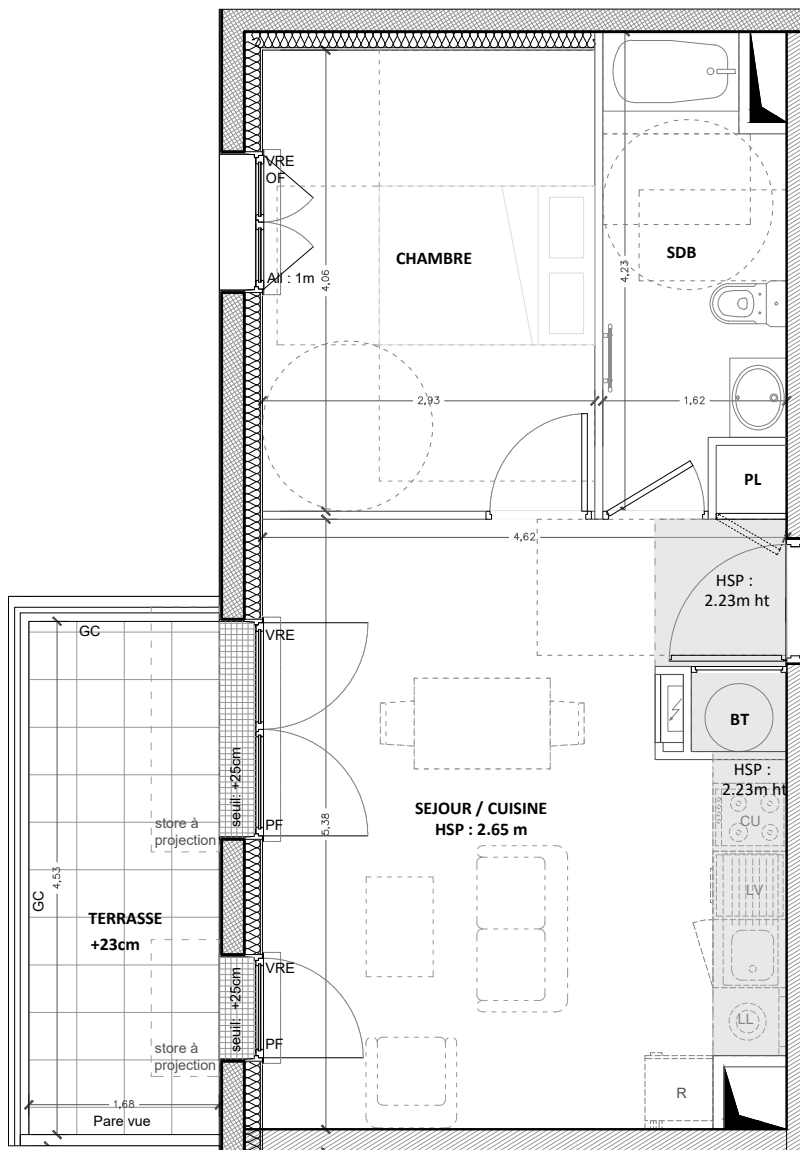 VRE
OF
CHAMBRE
SDB
All : 1m
4,06
4,23
2,93
1,62
PL
4,62
HSP :
2.23m ht
GC
VRE
BT
HSP :
2.23m ht
seuil: +25cm
SEJOUR / CUISINE
HSP : 2.65 m
5,38
CU
store à
projection
PF
LV
4,53
GC
TERRASSE
+23cm
VRE
seuil: +25cm
LL
store à
projection
PF
R
1,68
Pare vue